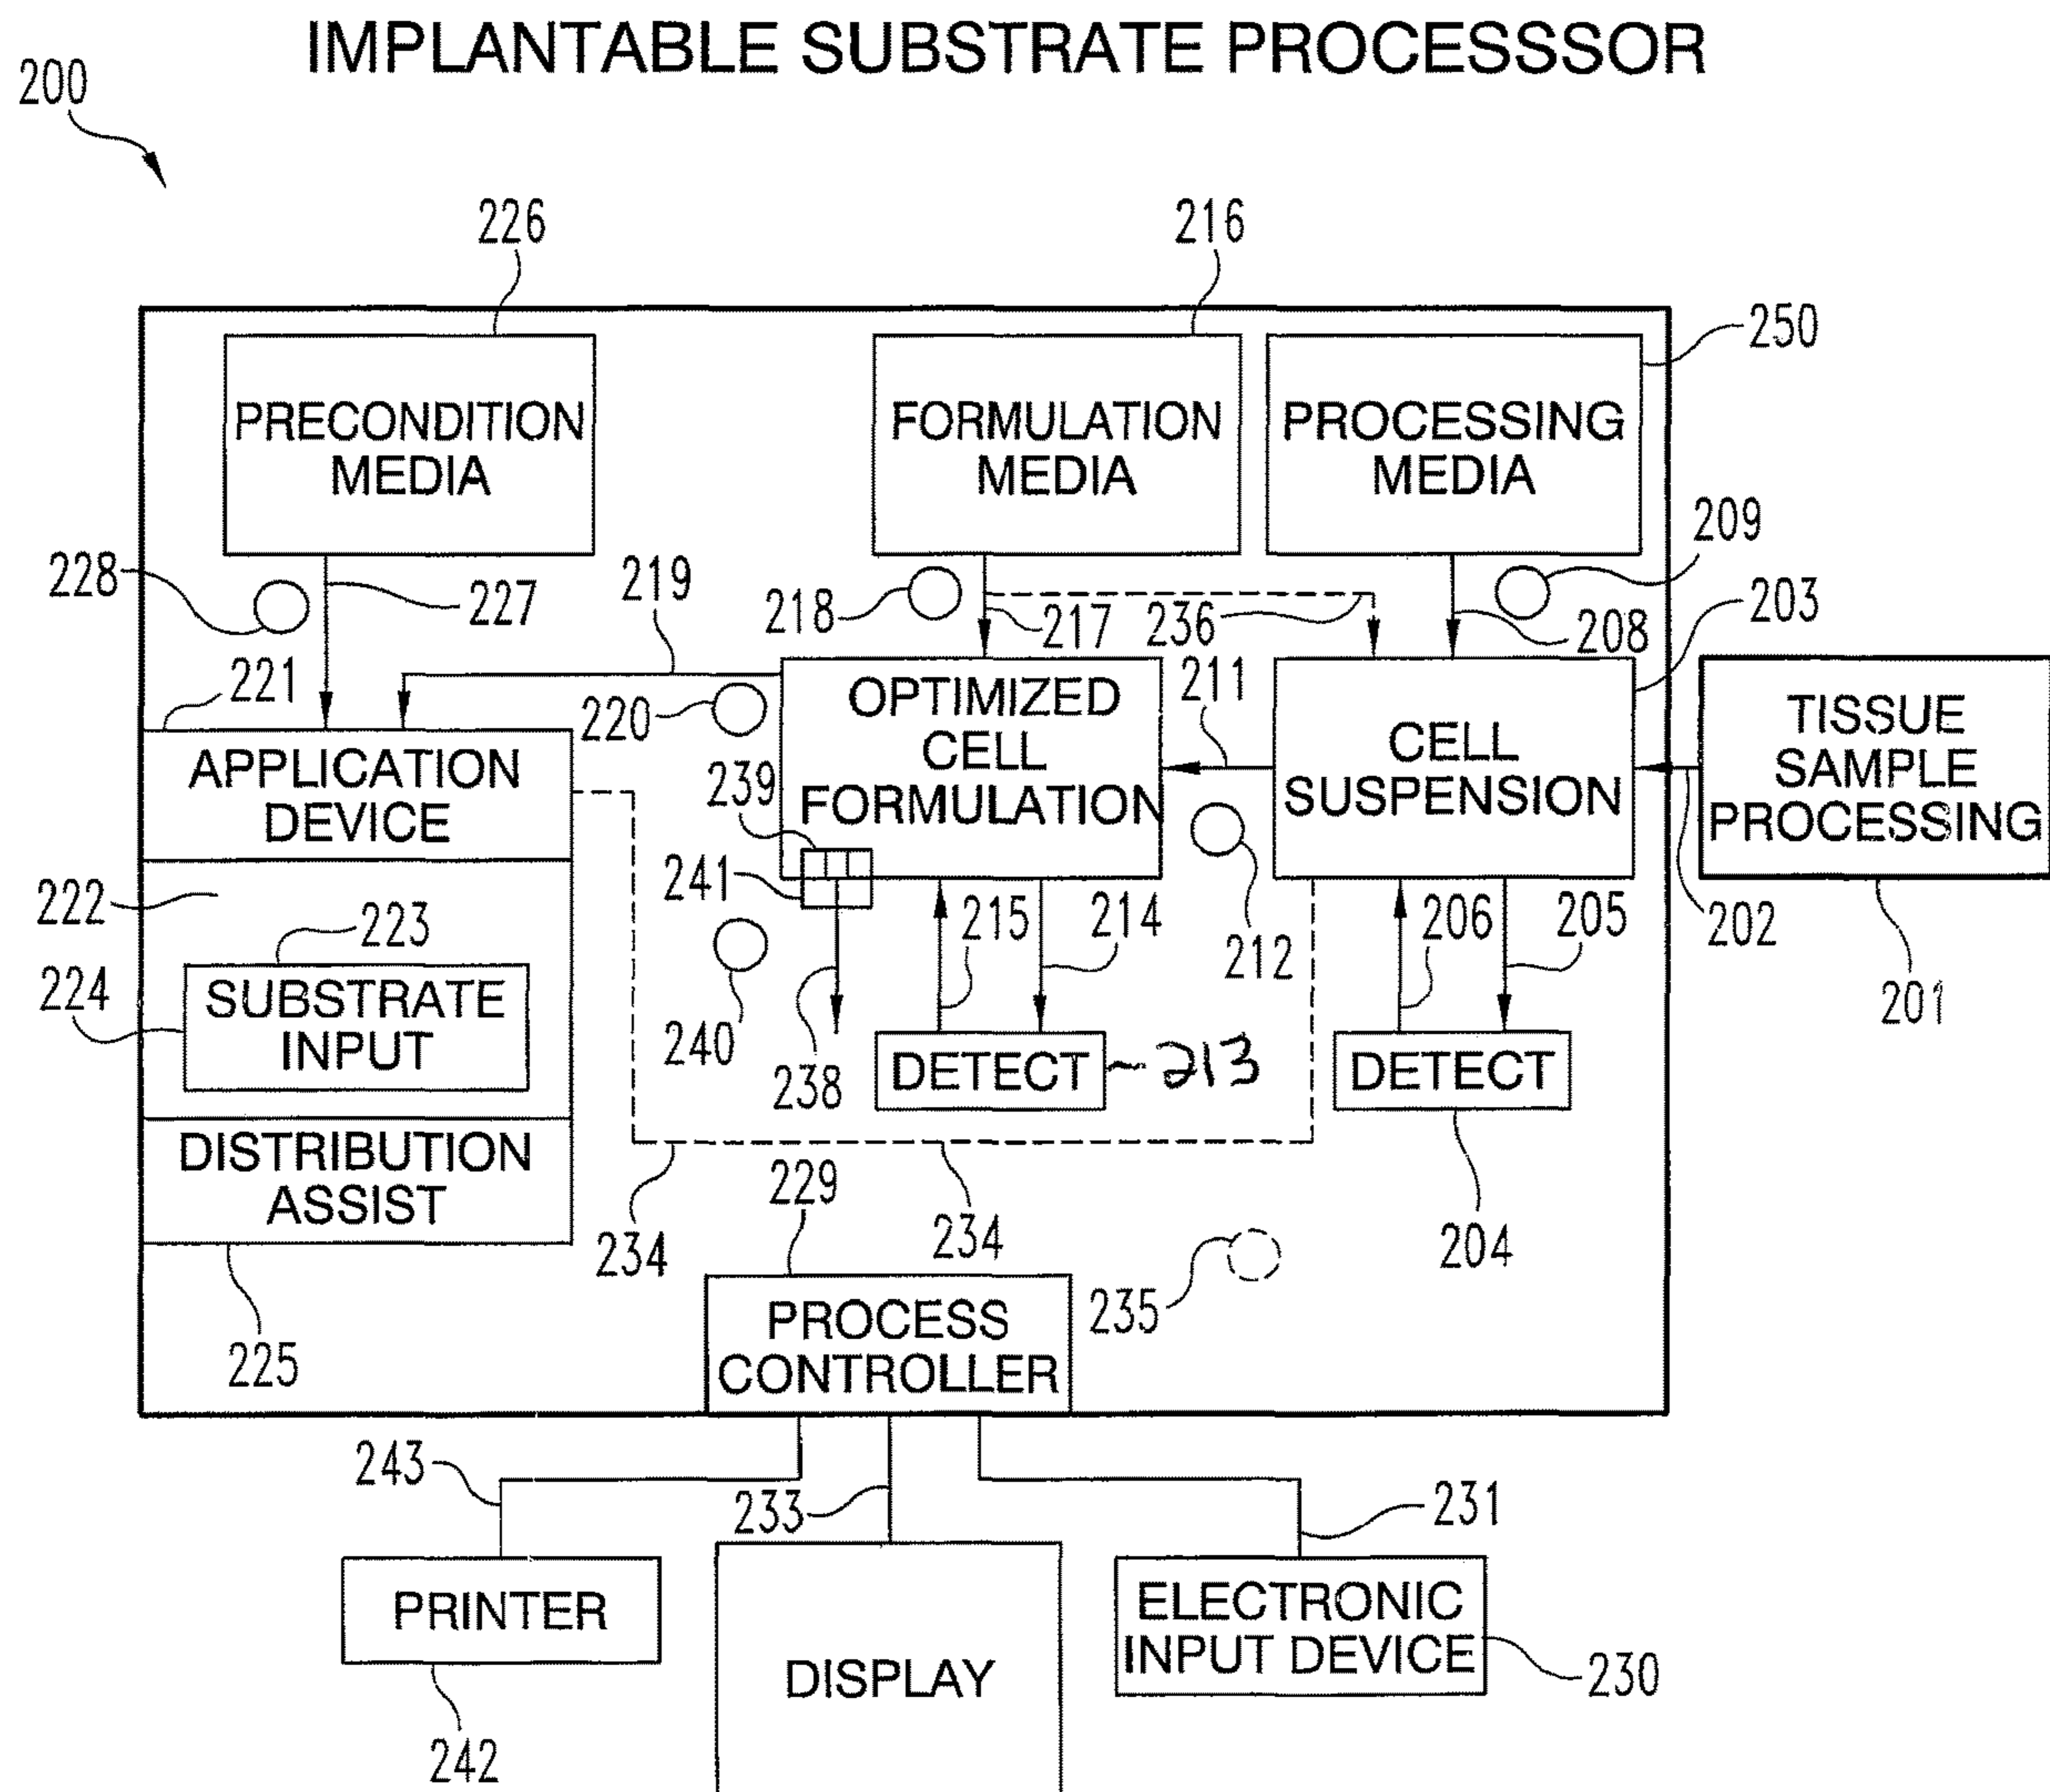 IMPLANTABLE SUBSTRATE PROCESSSOR
200
226
216
250
PRECONDITION
MEDIA
FORMULATION
MEDIA
PROCESSING
MEDIA
209
228
227
219
218
217
236
208
203
221
220
211
OPTIMIZED
CELL
FORMULATION
CELL
SUSPENSION
TISSUE
SAMPLE
PROCESSING
APPLICATION
DEVICE
239
241
222
223
224
215
214
212
206
205
202
201
SUBSTRATE
INPUT
240
238
DETECT
~213
DETECT
DISTRIBUTION
ASSIST
229
234
234
204
235
225
PROCESS
CONTROLLER
243
233
231
PRINTER
DISPLAY
ELECTRONIC
INPUT DEVICE
230
242